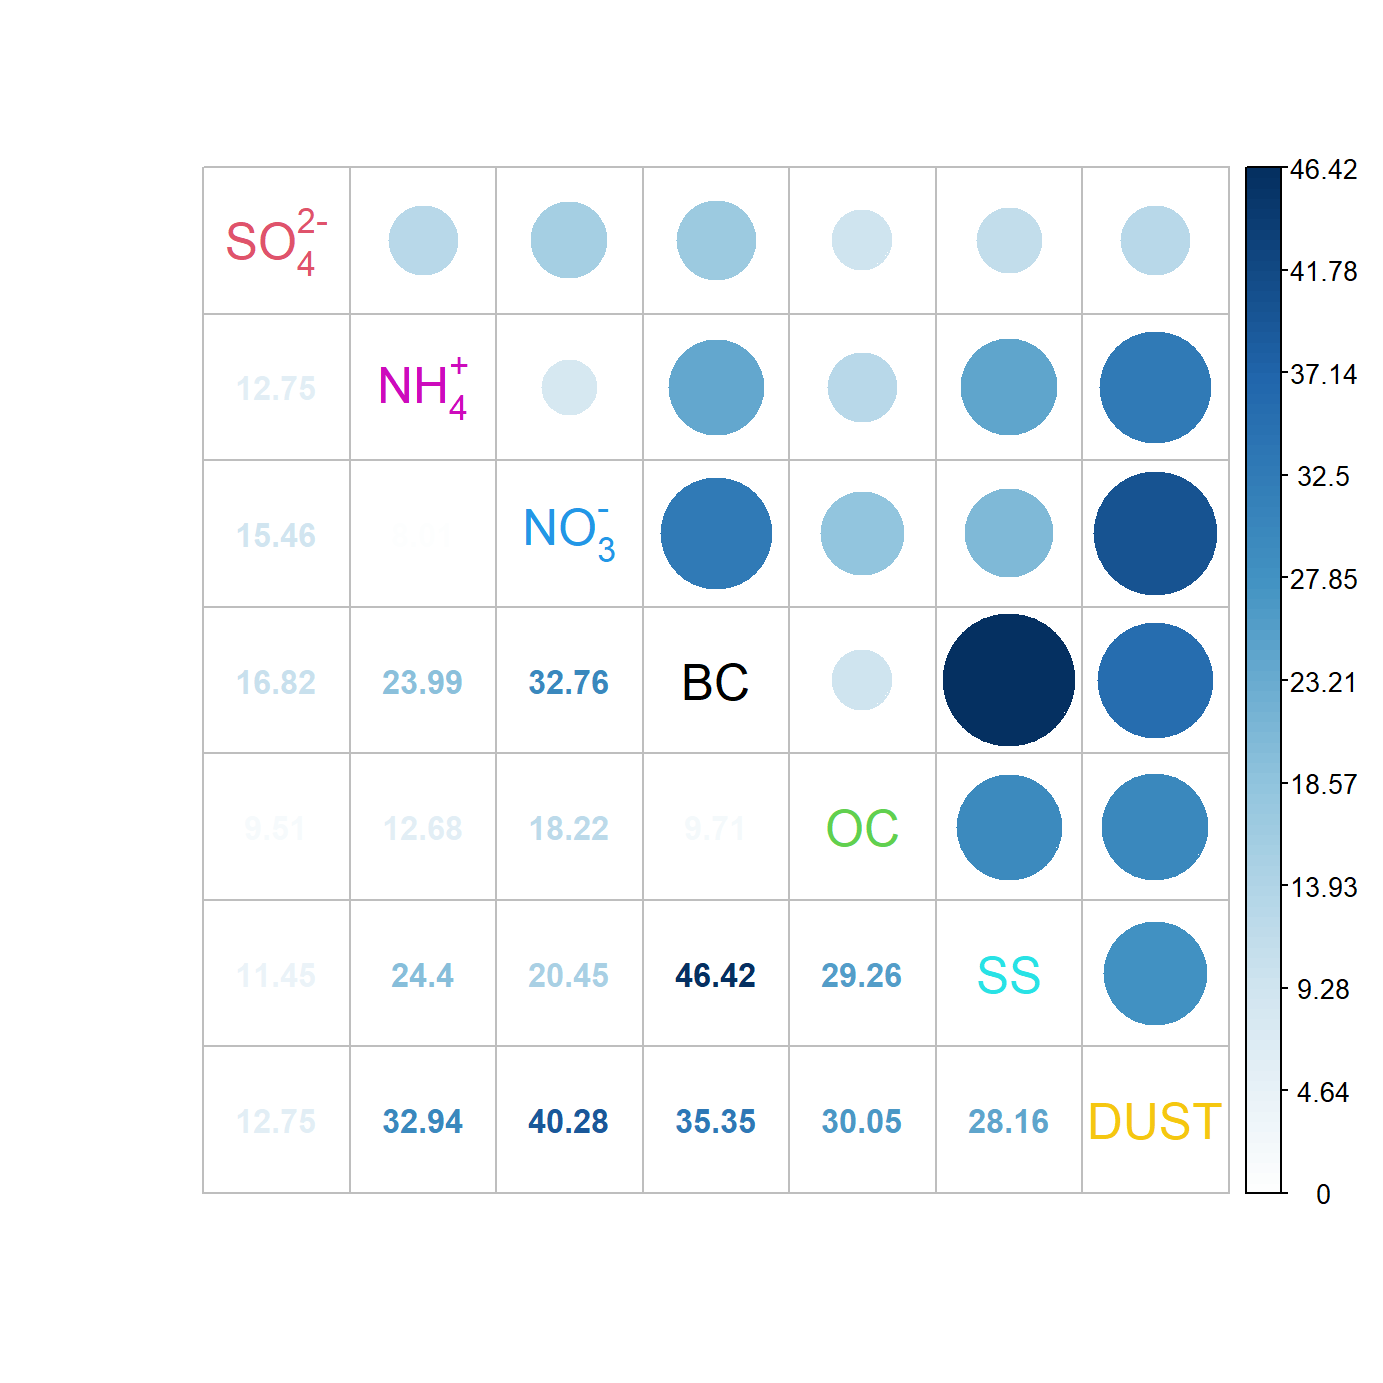 SO₄²⁻
12.75 NH₄⁺
15.46 NO₃⁻
16.82 23.99 32.76 BC
9.51 12.68 18.22 9.71 OC
11.45 24.4 20.45 46.42 29.26 SS
12.75 32.94 40.28 35.35 30.05 28.16 DUST
46.42
41.78
37.14
32.5
27.85
23.21
18.57
13.93
9.28
4.64
0